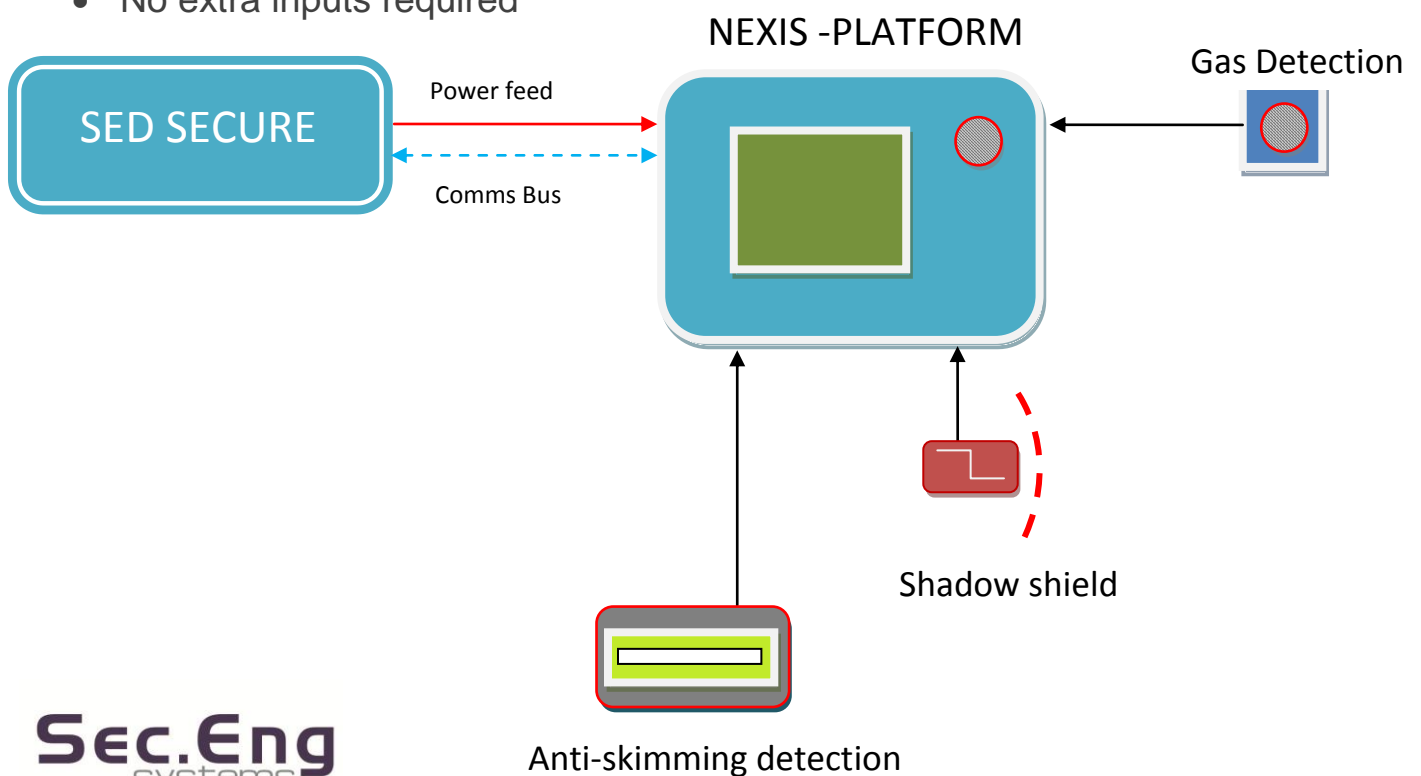 • No extra inputs required
NEXIS -PLATFORM
Gas Detection
SED SECURE
Power feed
Comms Bus
Shadow shield
Sec.Eng
systems
Anti-skimming detection